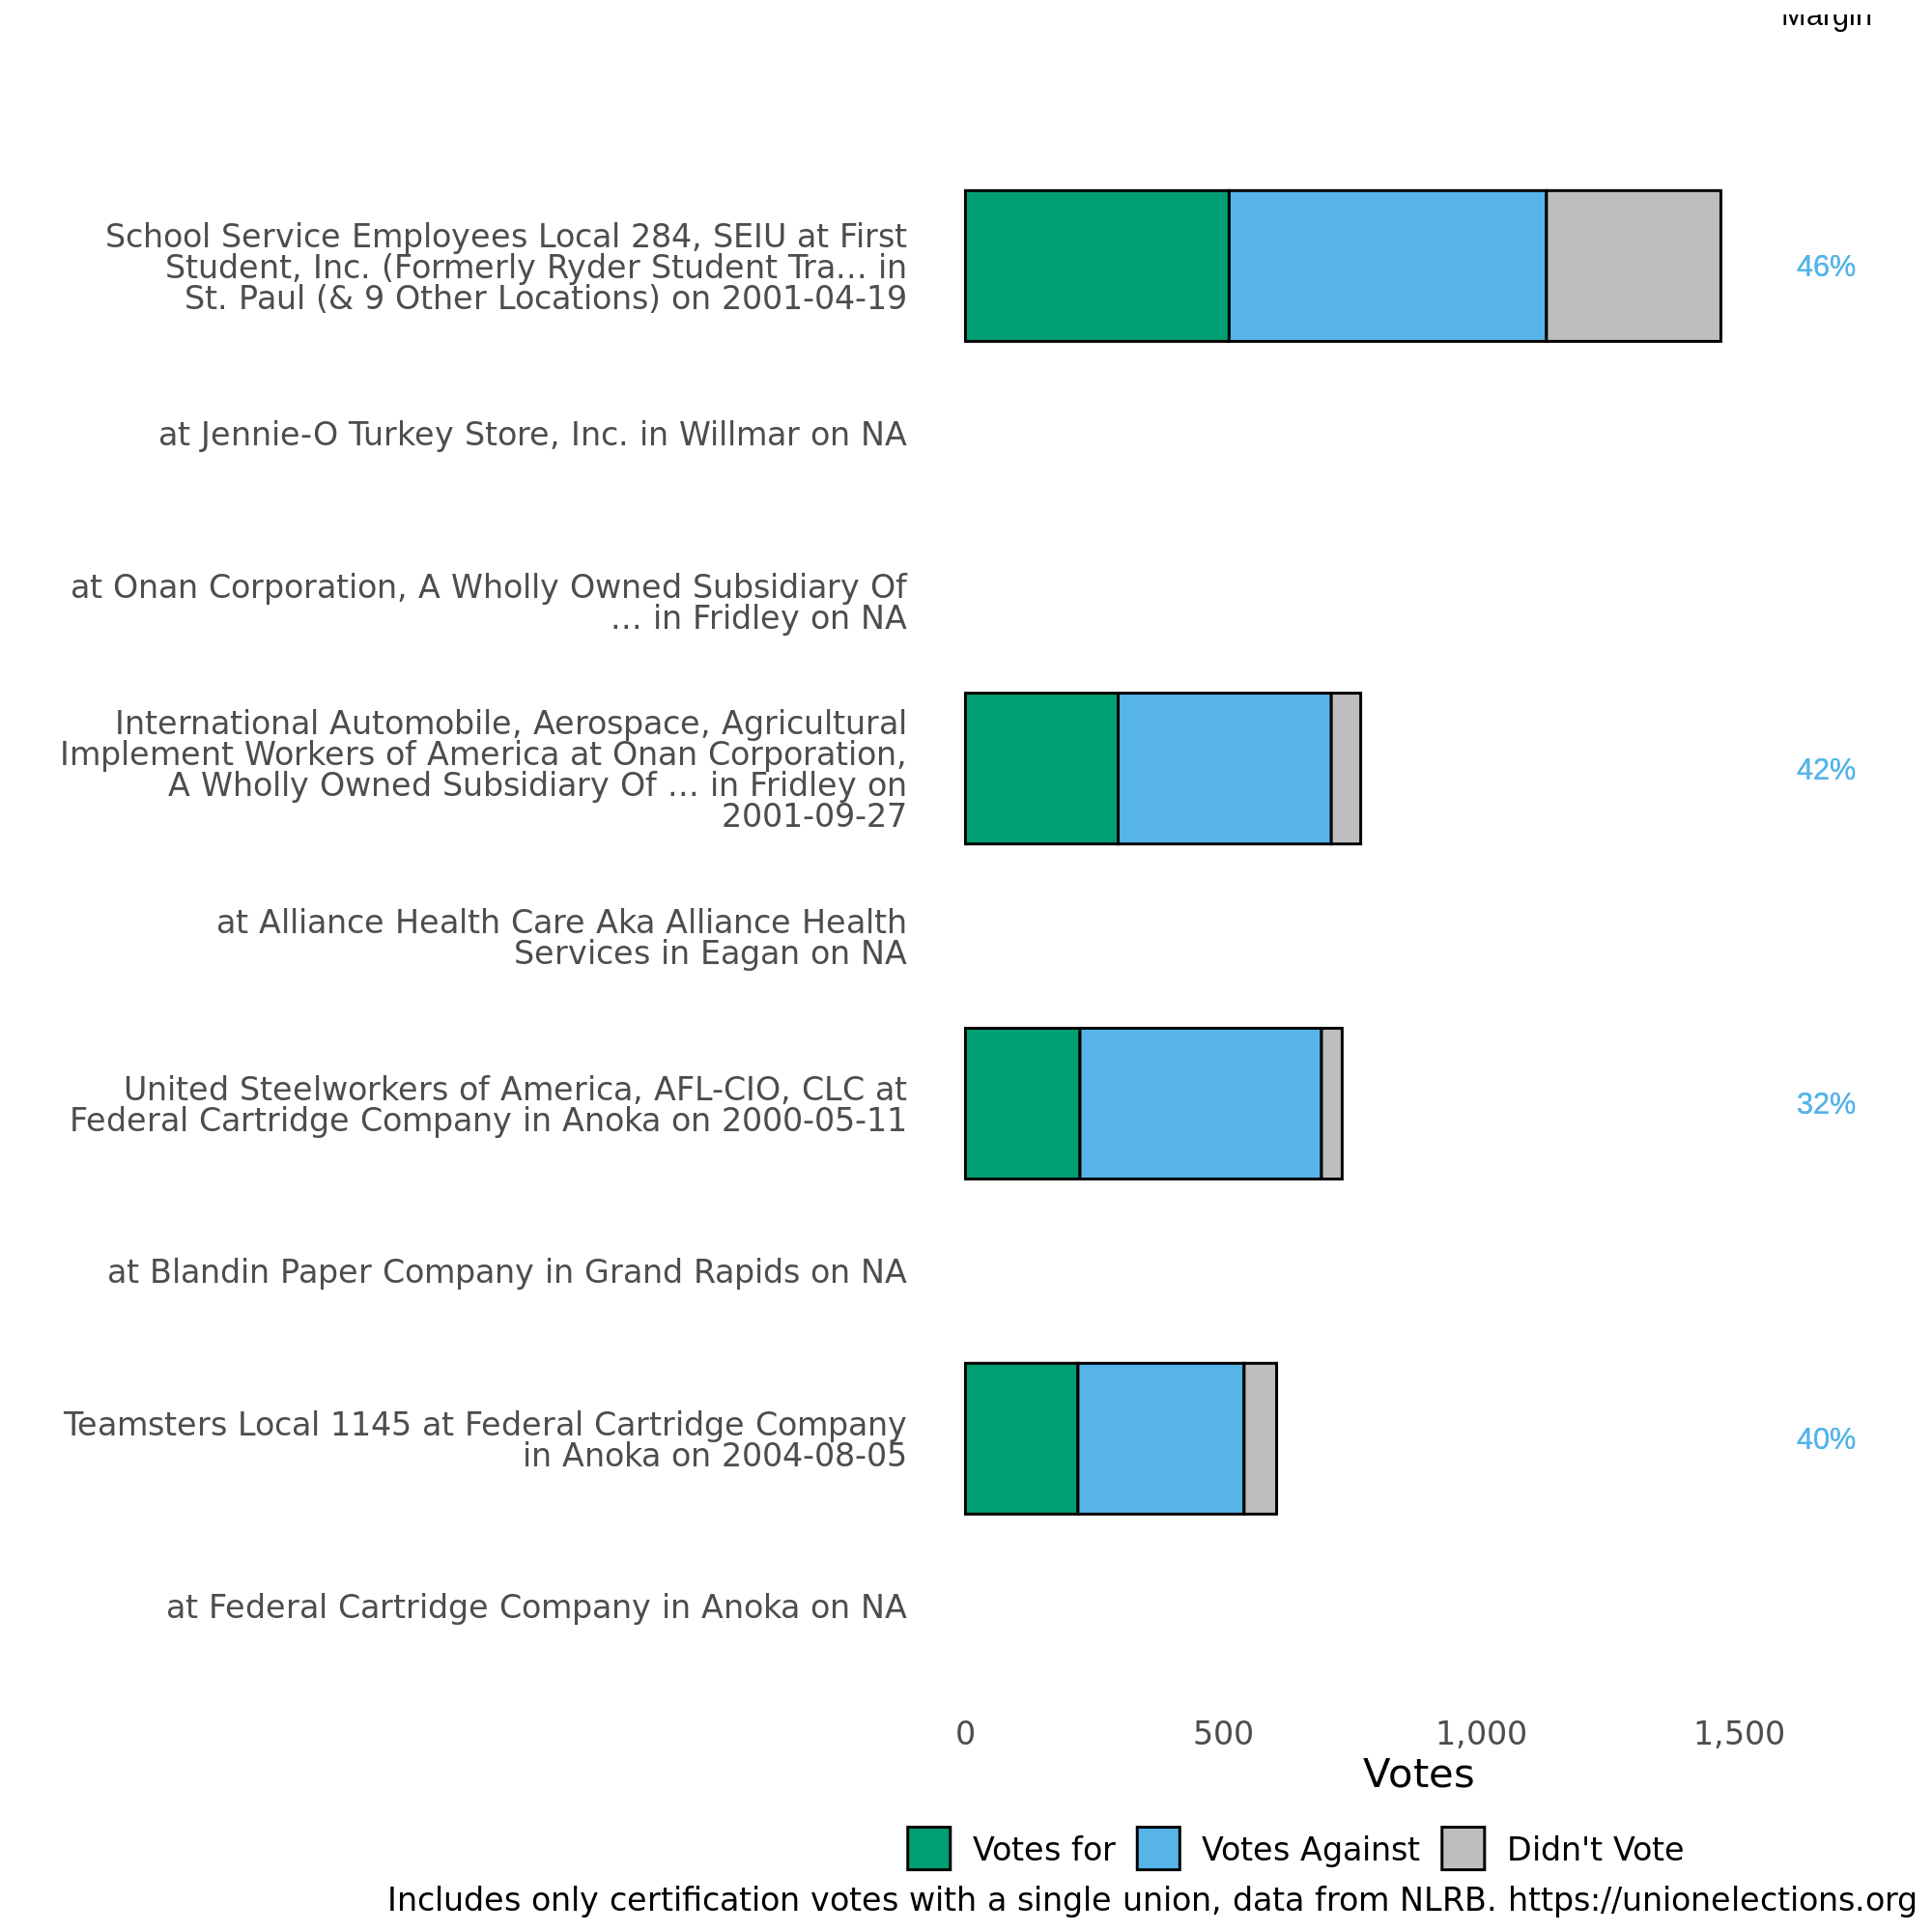 Margin
School Service Employees Local 284, SEIU at First
Student, Inc. (Formerly Ryder Student Tra... in
St. Paul (& 9 Other Locations) on 2001-04-19
46%
at Jennie-O Turkey Store, Inc. in Willmar on NA
at Onan Corporation, A Wholly Owned Subsidiary Of
... in Fridley on NA
International Automobile, Aerospace, Agricultural
Implement Workers of America at Onan Corporation,
A Wholly Owned Subsidiary Of ... in Fridley on
2001-09-27
42%
at Alliance Health Care Aka Alliance Health
Services in Eagan on NA
United Steelworkers of America, AFL-CIO, CLC at
Federal Cartridge Company in Anoka on 2000-05-11
32%
at Blandin Paper Company in Grand Rapids on NA
Teamsters Local 1145 at Federal Cartridge Company
in Anoka on 2004-08-05
40%
at Federal Cartridge Company in Anoka on NA
0 500 1,000 1,500
Votes
Votes for Votes Against Didn't Vote
Includes only certification votes with a single union, data from NLRB. https://unionelections.org